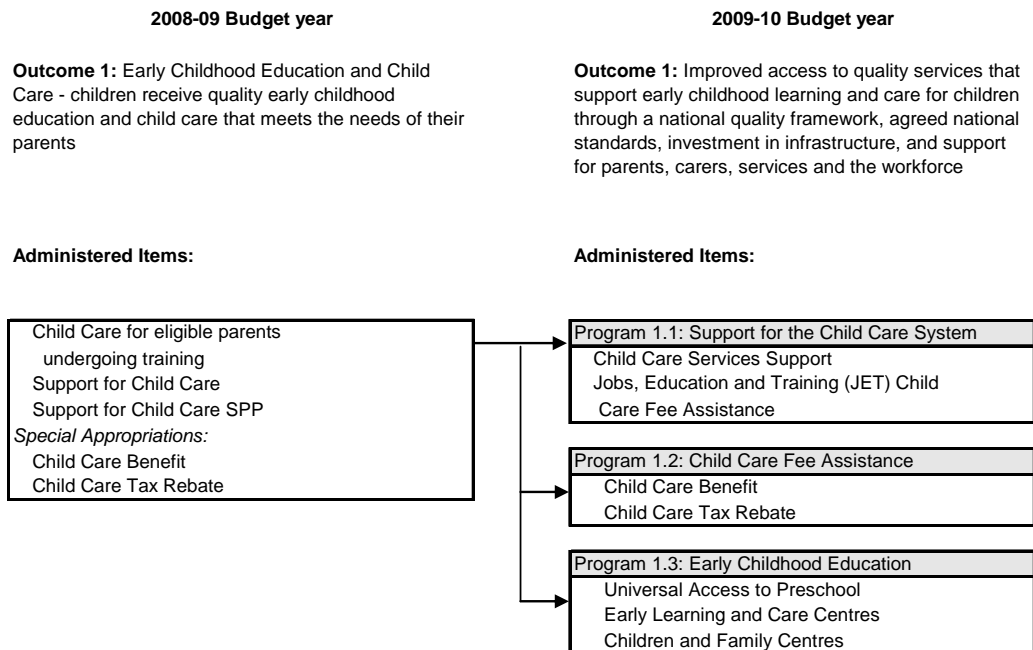 2008-09 Budget year
Outcome 1: Early Childhood Education and Child
Care - children receive quality early childhood
education and child care that meets the needs of their
parents
Administered Items:
Child Care for eligible parents
undergoing training
Support for Child Care
Support for Child Care SPP
Special Appropriations:
Child Care Benefit
Child Care Tax Rebate
2009-10 Budget year
Outcome 1: Improved access to quality services that
support early childhood learning and care for children
through a national quality framework, agreed national
standards, investment in infrastructure, and support
for parents, carers, services and the workforce
Administered Items:
Program 1.1: Support for the Child Care System
Child Care Services Support
Jobs, Education and Training (JET) Child
Care Fee Assistance
Program 1.2: Child Care Fee Assistance
Child Care Benefit
Child Care Tax Rebate
Program 1.3: Early Childhood Education
Universal Access to Preschool
Early Learning and Care Centres
Children and Family Centres